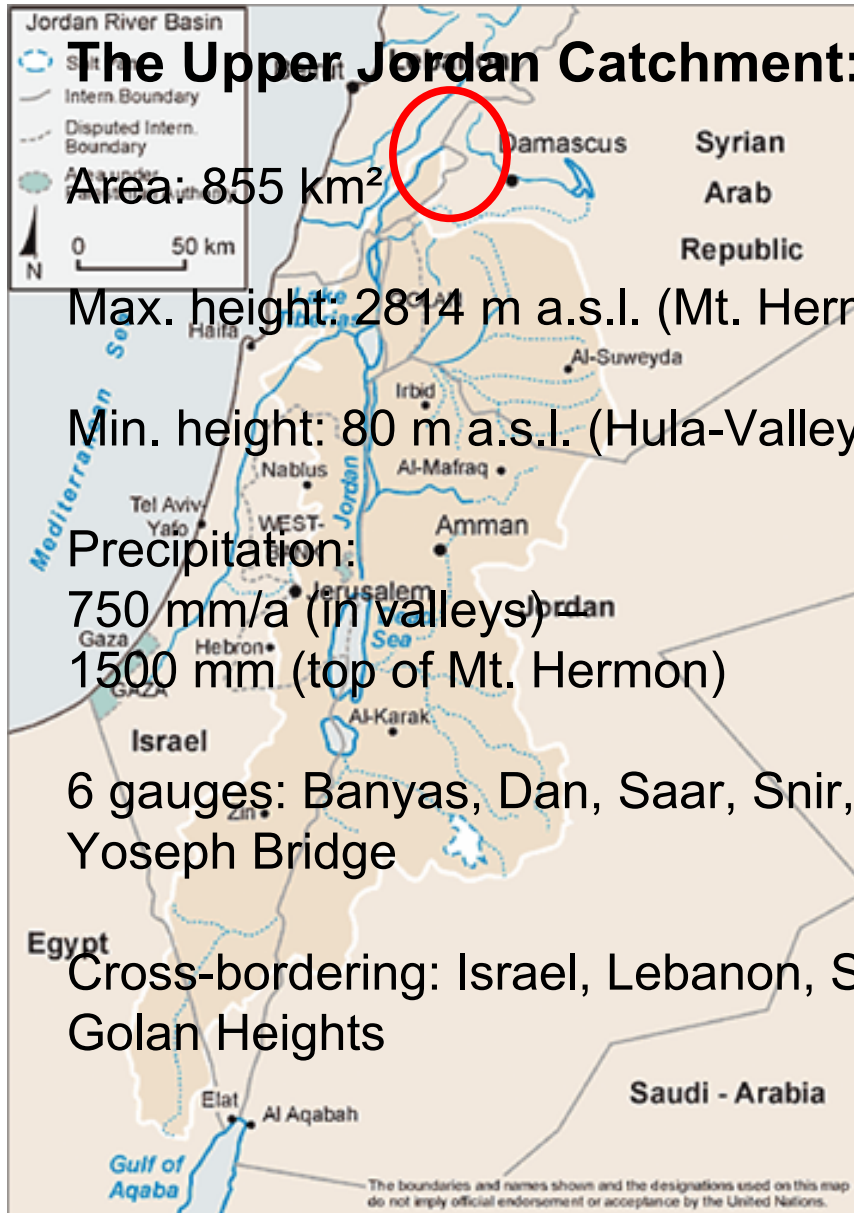 Jordan River Basin
The Upper Jordan Catchment:
Intern. Boundary
Disputed Intern.
Boundary
Damascus
Syrian
Arab
Republic
Area: 855 km²
0 50 km
N
Max. height: 2814 m a.s.l. (Mt. Herm
Lake
Tiberias
Haifa
Al-Suweyda
Irbid
Min. height: 80 m a.s.l. (Hula-Valley
Mediterranean Sea
Nablus
Al-Mafraq
Jordan
Tel Aviv-
Yafo
WEST-
Amman
Precipitation:
Jerusalem
750 mm/a (in valleys) –
Jordan
Gaza
Hebron
Sea
1500 mm (top of Mt. Hermon)
GAZA
Al-Karak
Israel
6 gauges: Banyas, Dan, Saar, Snir,
Zin
Yoseph Bridge
Egypt
Cross-bordering: Israel, Lebanon, S
Golan Heights
Saudi - Arabia
Elat
Al Aqabah
Gulf of
Aqaba
The boundaries and names shown and the designations used on this map
do not imply official endorsement or acceptance by the United Nations.